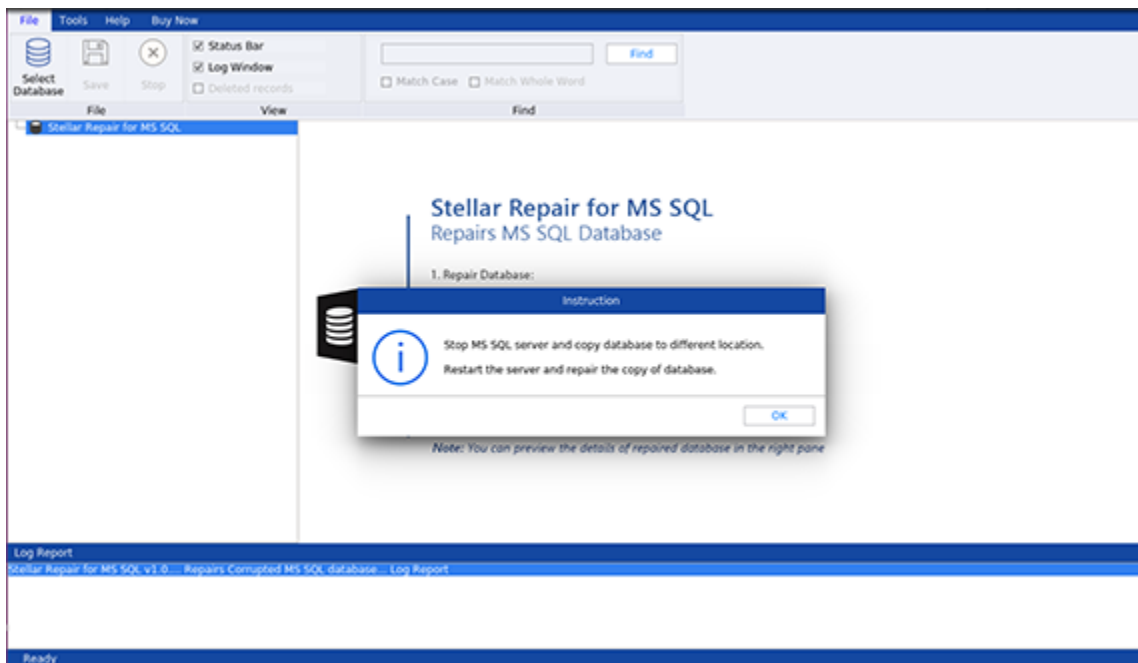 File Tools Help Buy Now
Select Database
Save
Stop
Status Bar
Log Window
Deleted records
Find
Match Case Match Whole Word
File
View
Find
Stellar Repair for MS SQL
Stellar Repair for MS SQL
Repairs MS SQL Database
1. Repair Database:
Instruction
Stop MS SQL server and copy database to different location.
Restart the server and repair the copy of database.
OK
Note: You can preview the details of repaired database in the right pane
Log Report
Stellar Repair for MS SQL v1.0.... Repairs Corrupted MS SQL database... Log Report
Ready